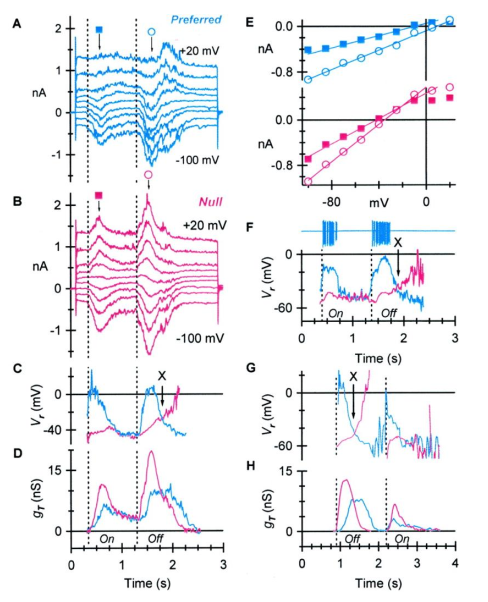 A
Preferred
2
+20 mV
1
nA
0
-1
-100 mV
B
Null
2
+20 mV
1
nA
0
-1
-100 mV
C
0
X
Vr (mV)
-40
D
20
15
gT (nS)
0
On
Off
0
1
2
3
Time (s)
E
0.0
nA
-0.8
0.0
nA
-0.8
-80
mV
0
F
0
X
Vr (mV)
-60
On
Off
0
1
2
3
Time (s)
G
0
X
Vr (mV)
-60
H
15
gT (nS)
0
Off
On
0
1
2
3
4
Time (s)